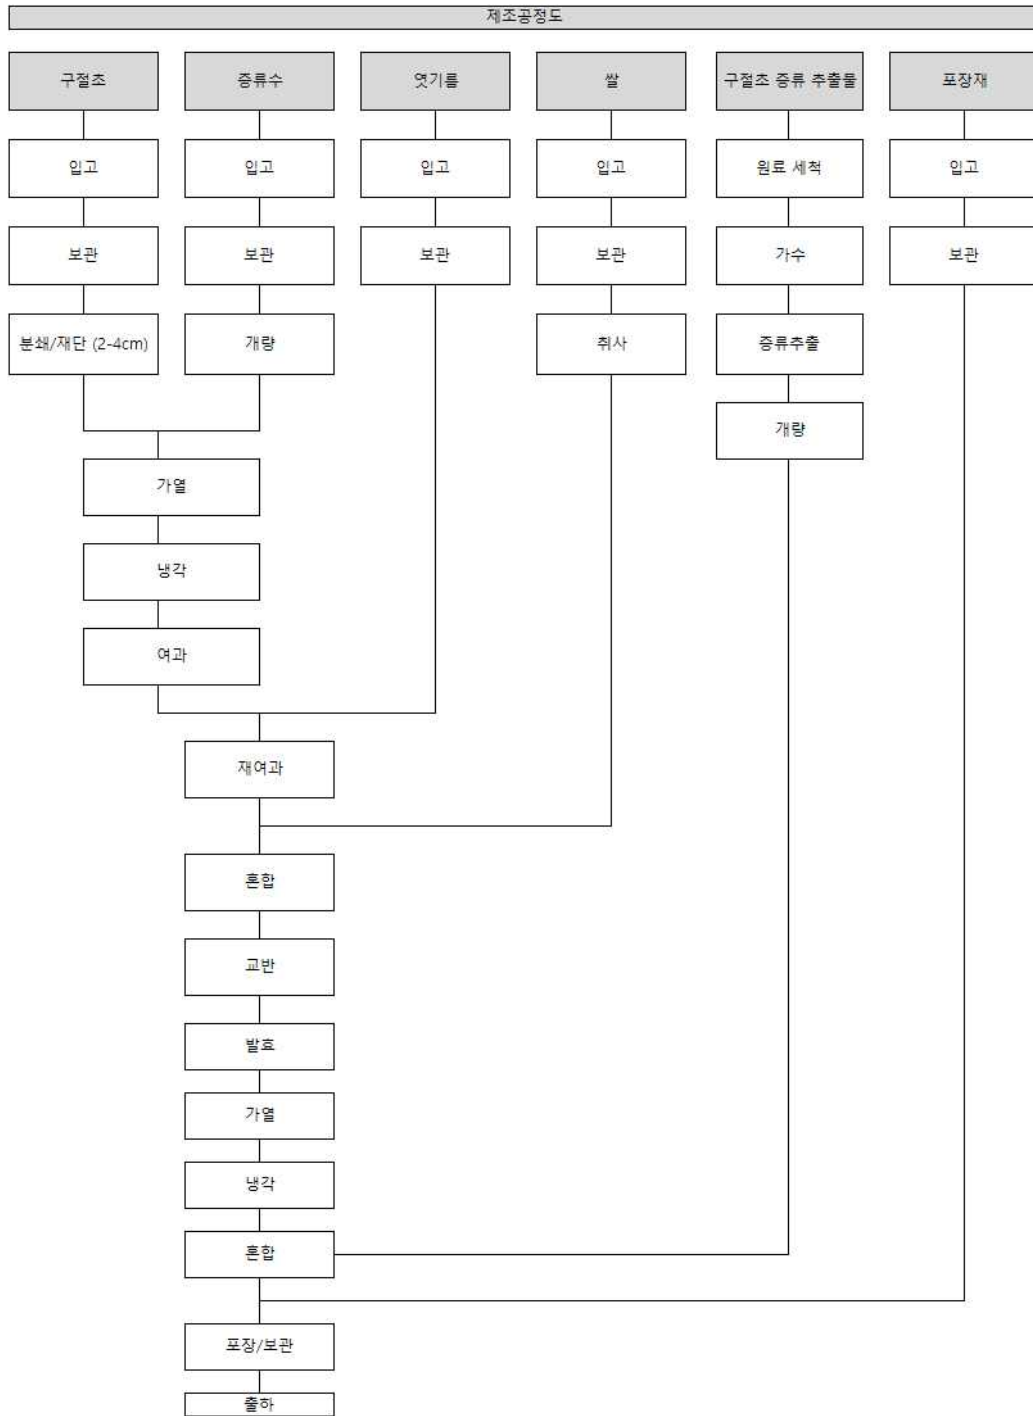 제조공정도
구절초 증류수 엿기름 쌀 구절초 증류 추출물 포장재
입고 입고 입고 입고 원료 세척 입고
보관 보관 보관 보관 가수 보관
분쇄/재단 (2-4cm) 개량 취사 증류추출
개량
가열
냉각
여과
재여과
혼합
교반
발효
가열
냉각
혼합
포장/보관
출하